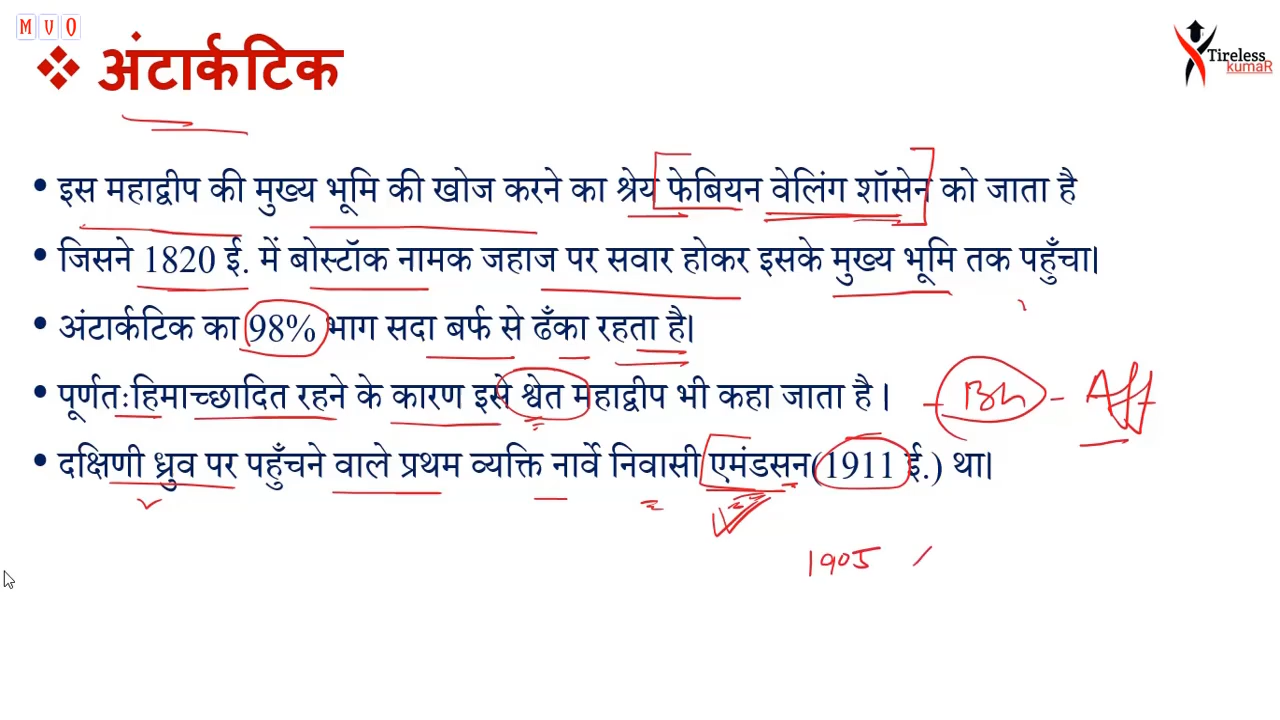 M V O
❖ अंटार्कटिक
Tireless
kumaR
• इस महाद्वीप की मुख्य भूमि की खोज करने का श्रेय फेबियन वेलिंग शॉसेन को जाता है
• जिसने 1820 ई. में बोस्टॉक नामक जहाज पर सवार होकर इसके मुख्य भूमि तक पहुँचा।
• अंटार्कटिक का 98% भाग सदा बर्फ से ढँका रहता है।
• पूर्णतःहिमाच्छादित रहने के कारण इसे श्वेत महाद्वीप भी कहा जाता है ।
- Bh - Aff
• दक्षिणी ध्रुव पर पहुँचने वाले प्रथम व्यक्ति नार्वे निवासी एमंडसन(1911 ई.) था।
1905